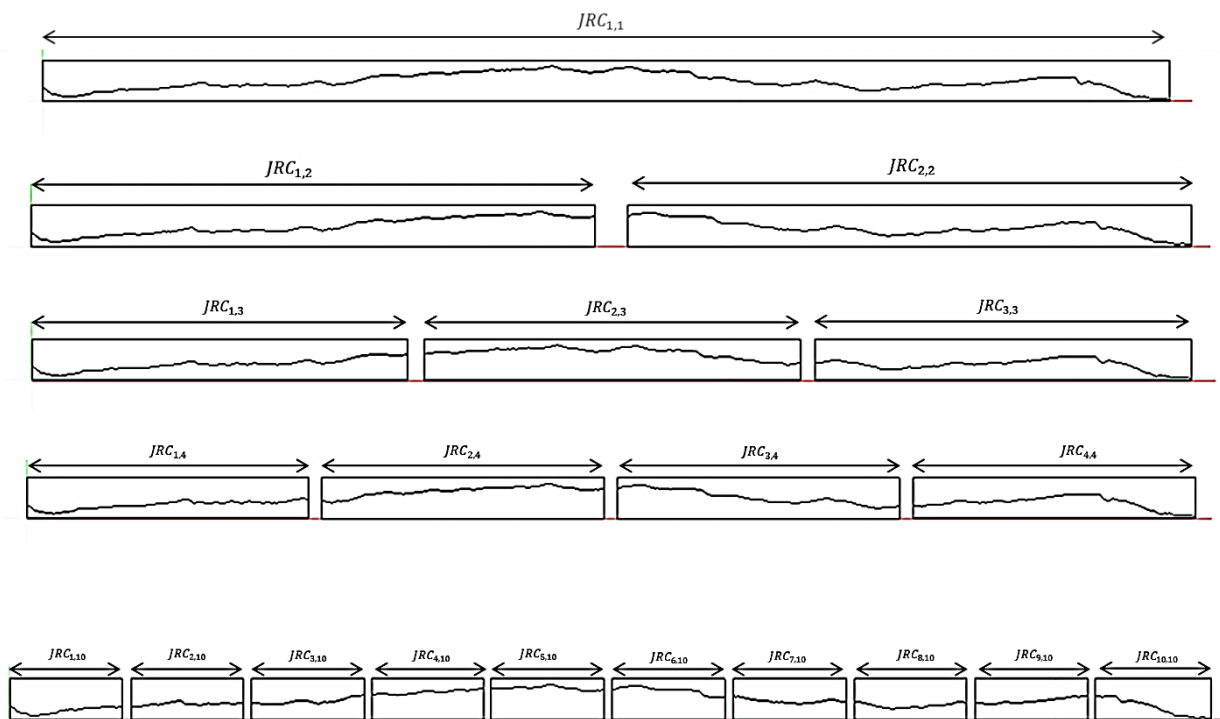 JRC₁,₁
JRC₁,₂ JRC₂,₂
JRC₁,₃ JRC₂,₃ JRC₃,₃
JRC₁,₄ JRC₂,₄ JRC₃,₄ JRC₄,₄
JRC₁,₁₀ JRC₂,₁₀ JRC₃,₁₀ JRC₄,₁₀ JRC₅,₁₀ JRC₆,₁₀ JRC₇,₁₀ JRC₈,₁₀ JRC₉,₁₀ JRC₁₀.₁₀